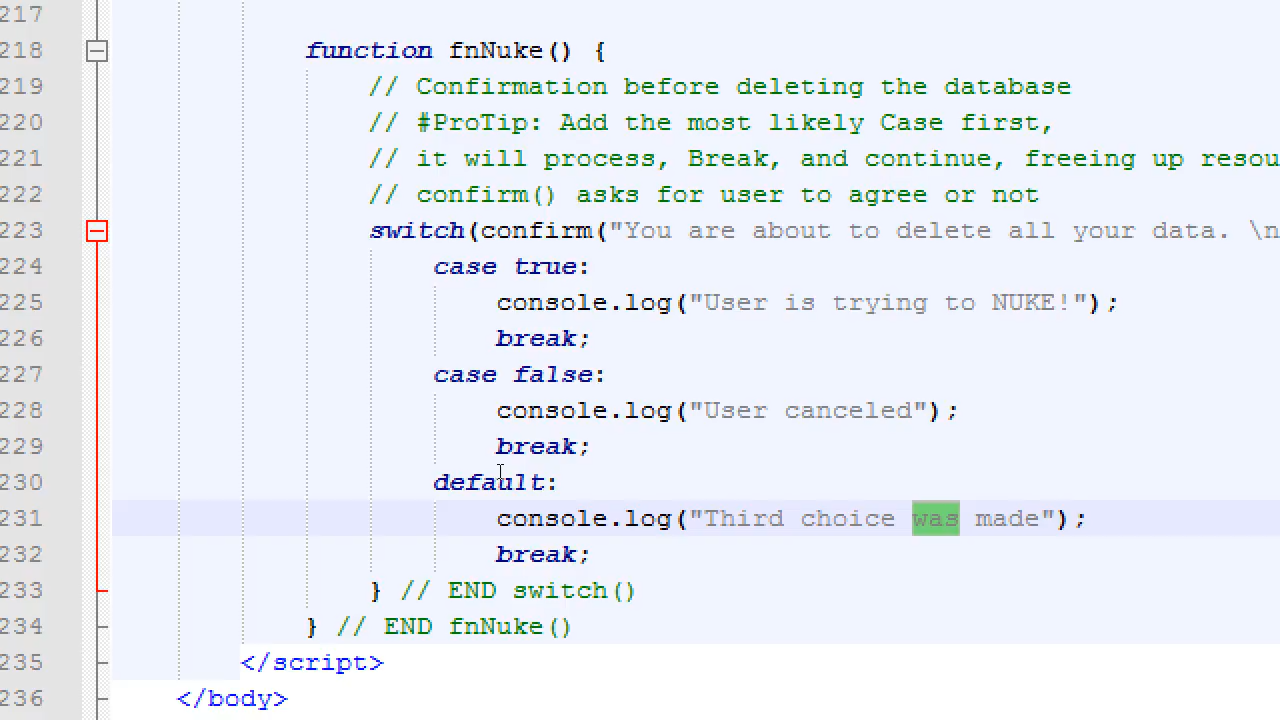 217
218 function fnNuke() {
219 // Confirmation before deleting the database
220 // #ProTip: Add the most likely Case first,
221 // it will process, Break, and continue, freeing up
222 // confirm() asks for user to agree or not
223 switch(confirm("You are about to delete all your data. \n
224 case true:
225 console.log("User is trying to NUKE!");
226 break;
227 case false:
228 console.log("User canceled");
229 break;
230 default:
231 console.log("Third choice was made");
232 break;
233 } // END switch()
234 } // END fnNuke()
235 </script>
236 </body>